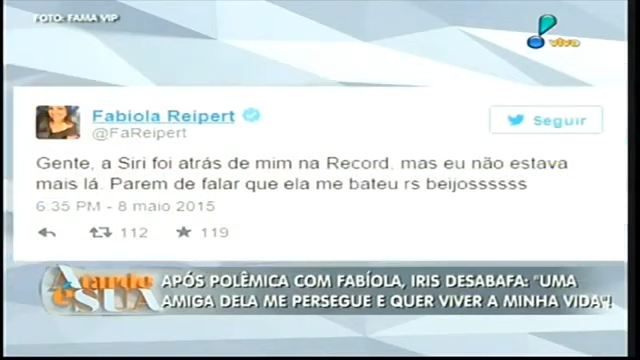 FOTO: FAMA VIP
vivo
Fabiola Reipert
@FaReipert
Seguir
Gente, a Siri foi atrás de mim na Record, mas eu não estava
mais lá. Parem de falar que ela me bateu rs beijossssss
6:35 PM - 8 maio 2015
112 119
A tarde
é SUA
APÓS POLÊMICA COM FABÍOLA, IRIS DESABAFA: "UMA
AMIGA DELA ME PERSEGUE E QUER VIVER A MINHA VIDA"!